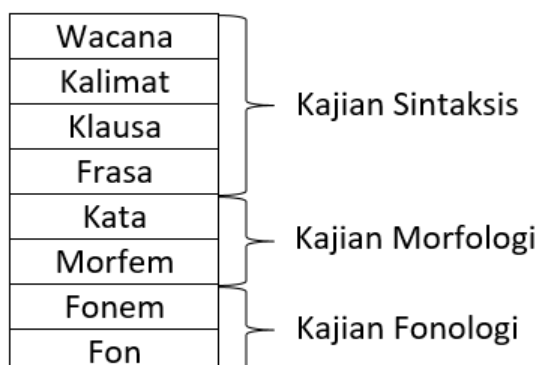 Wacana
Kalimat
Klausa
Frasa
Kajian Sintaksis
Kata
Morfem
Kajian Morfologi
Fonem
Fon
Kajian Fonologi